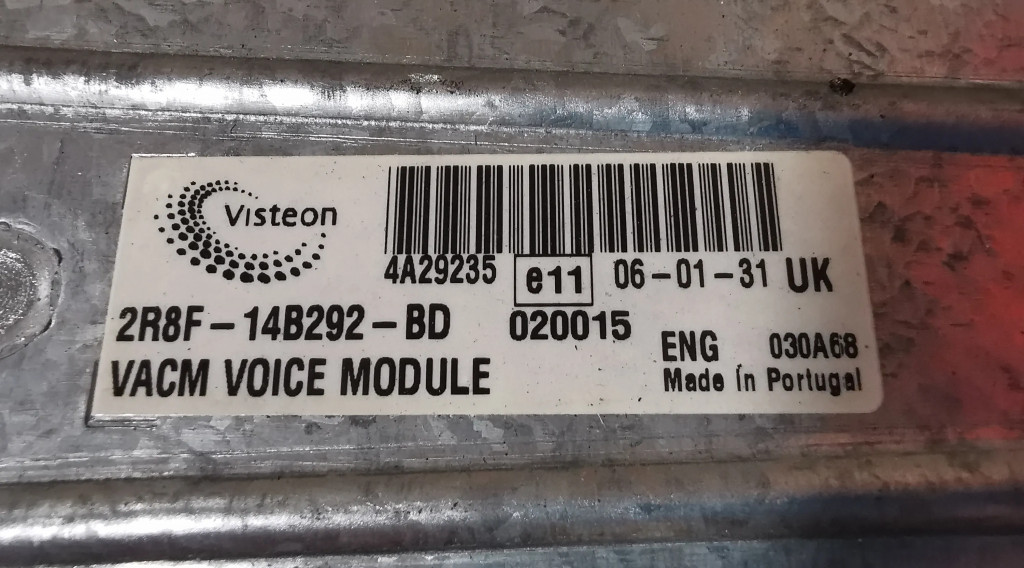 Visteon
4A29235 e11 06-01-31 UK
2R8F-14B292-BD 020015
VACM VOICE MODULE
ENG 030A68
Made in Portugal